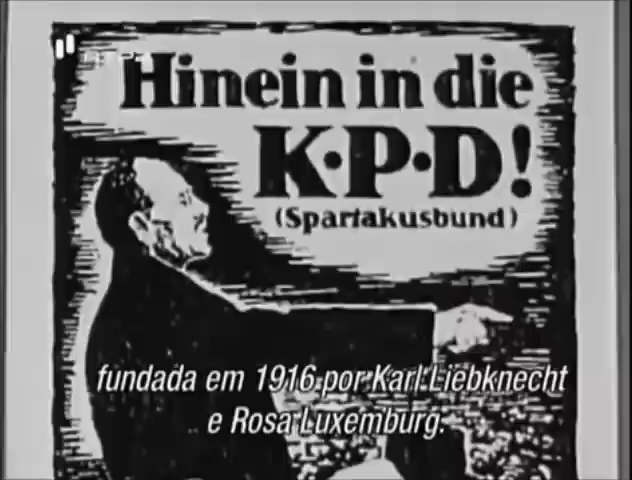 Hinein in die
K·P·D!
(Spartakusbund)
fundada em 1916 por Karl Liebknecht
e Rosa Luxemburg.